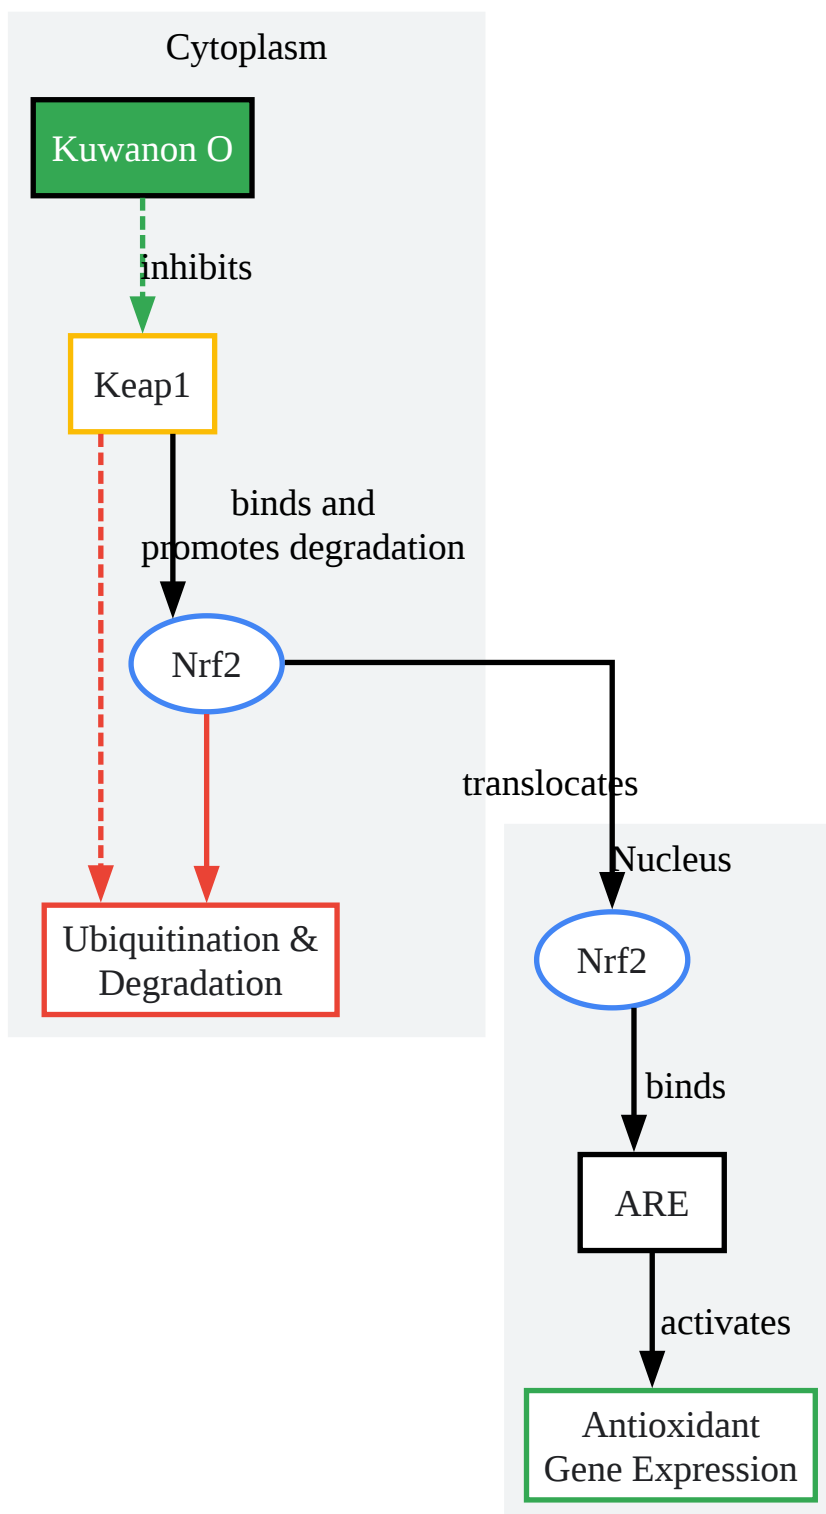 Cytoplasm
Kuwanon O
inhibits
Keap1
binds and
promotes degradation
Nrf2
translocates
Nucleus
Ubiquitination &
Degradation
Nrf2
binds
ARE
activates
Antioxidant
Gene Expression